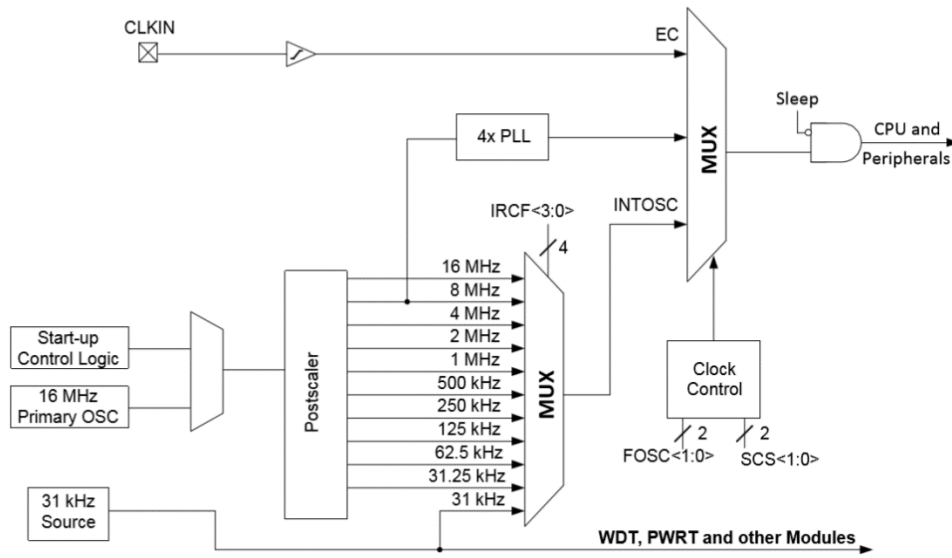 CLKIN
EC
Sleep
4x PLL
CPU and
Peripherals
MUX
IRCF<3:0>
INTOSC
4
16 MHz
8 MHz
4 MHz
2 MHz
1 MHz
500 kHz
250 kHz
125 kHz
62.5 kHz
31.25 kHz
31 kHz
Start-up
Control Logic
16 MHz
Primary OSC
Postscaler
MUX
Clock
Control
2
2
FOSC<1:0>
SCS<1:0>
31 kHz
Source
WDT, PWRT and other Modules